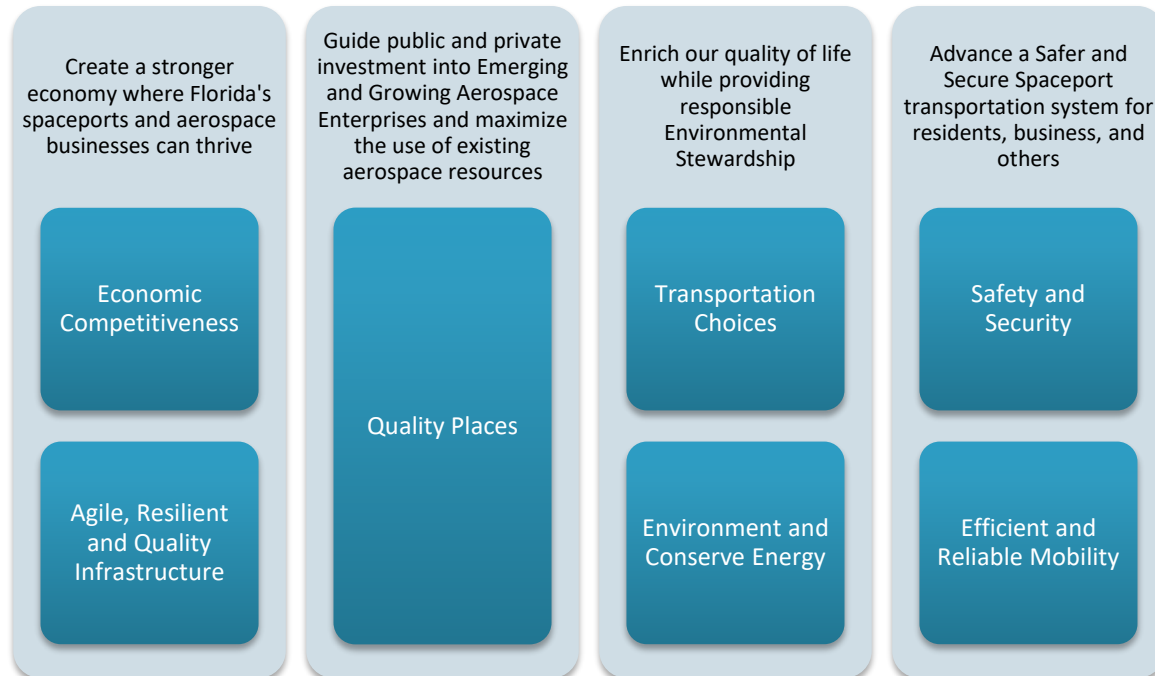 Create a stronger
economy where Florida's
spaceports and aerospace
businesses can thrive
Economic
Competitiveness
Agile, Resilient
and Quality
Infrastructure
Guide public and private
investment into Emerging
and Growing Aerospace
Enterprises and maximize
the use of existing
aerospace resources
Quality Places
Enrich our quality of life
while providing
responsible
Environmental
Stewardship
Transportation
Choices
Environment and
Conserve Energy
Advance a Safer and
Secure Spaceport
transportation system for
residents, business, and
others
Safety and
Security
Efficient and
Reliable Mobility